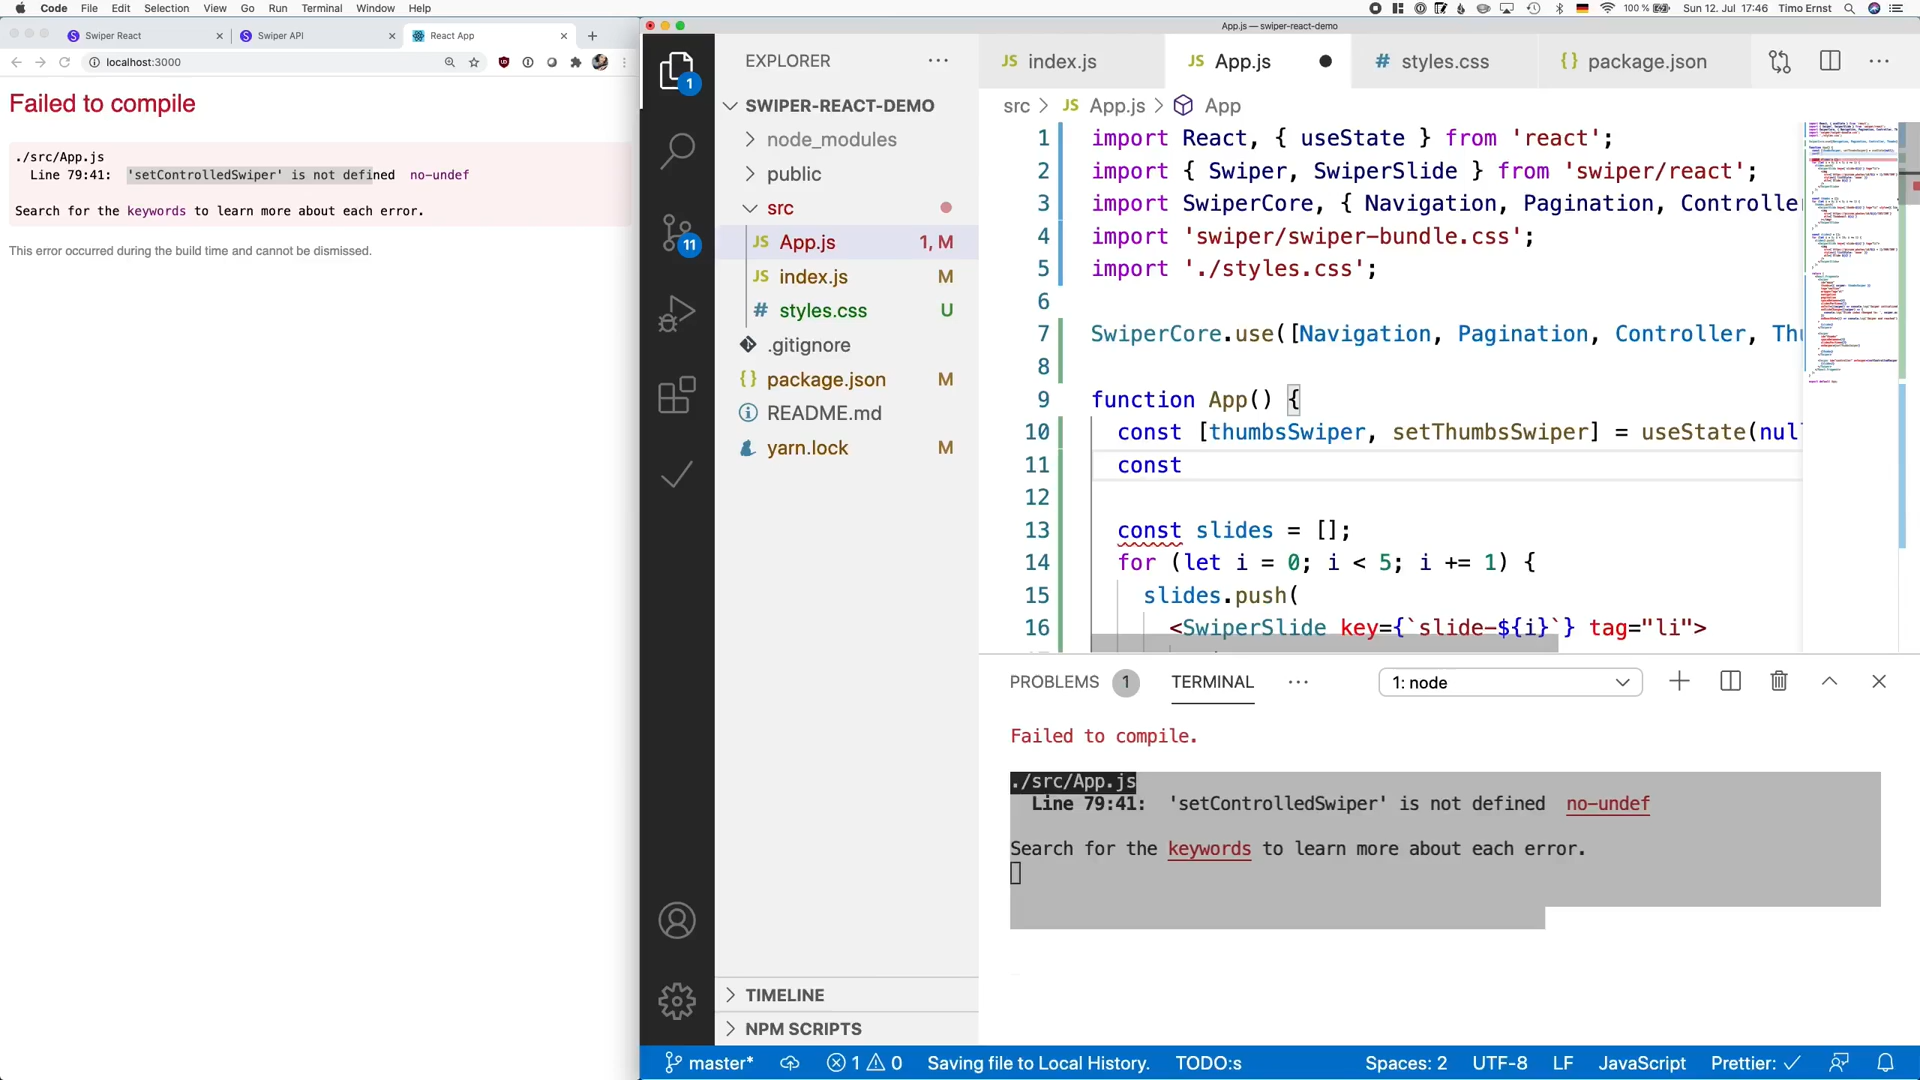 Code File Edit Selection View Go Run Terminal Window Help
100 % Sun 12. Jul 17:46 Timo Ernst
Swiper React
Swiper API
React App
localhost:3000
Failed to compile
./src/App.js
Line 79:41: 'setControlledSwiper' is not defined no-undef
Search for the keywords to learn more about each error.
This error occurred during the build time and cannot be dismissed.
App.js — swiper-react-demo
1
11
EXPLORER
SWIPER-REACT-DEMO
node_modules
public
src
JS App.js 1, M
JS index.js M
# styles.css U
.gitignore
{} package.json M
README.md
yarn.lock M
TIMELINE
NPM SCRIPTS
JS index.js
JS App.js
# styles.css
{} package.json
src > JS App.js > App
1 import React, { useState } from 'react';
2 import { Swiper, SwiperSlide } from 'swiper/react';
3 import SwiperCore, { Navigation, Pagination, Controlle
4 import 'swiper/swiper-bundle.css';
5 import './styles.css';
6
7 SwiperCore.use([Navigation, Pagination, Controller, Th
8
9 function App() {
10 const [thumbsSwiper, setThumbsSwiper] = useState(nul
11 const
12
13 const slides = [];
14 for (let i = 0; i < 5; i += 1) {
15 slides.push(
16 <SwiperSlide key={`slide-${i}`} tag="li">
PROBLEMS 1 TERMINAL 1: node
Failed to compile.
./src/App.js
Line 79:41: 'setControlledSwiper' is not defined no-undef
Search for the keywords to learn more about each error.
master* 1 0 Saving file to Local History. TODO:s Spaces: 2 UTF-8 LF JavaScript Prettier: ✓